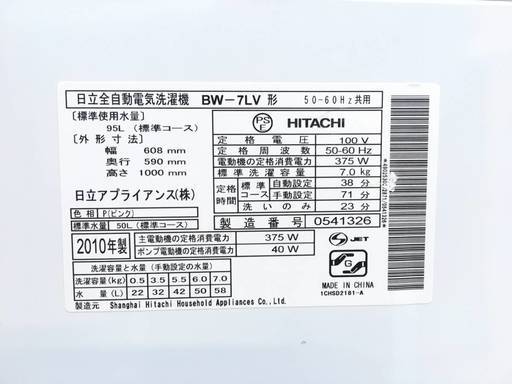 日立全自動電気洗濯機 BW-7LV 形 50-60Hz共用
〔標準使用水量〕
95L (標準コース)
〔外形寸法〕
幅 608 mm
奥行 590 mm
高さ 1000 mm
日立アプライアンス(株)
色相 P(ピンク)
標準水量 50L (標準コース)
PS E HITACHI
定格電圧 100 V
定格周波数 50-60 Hz
電動機の定格消費電力 375 W
標準洗濯容量 7.0 kg
定格時間 標準コース 自動設定 38 分
手動設定 71 分
洗いのみ 23 分
製造番号 0541326
2010年製 主電動機の定格消費電力 375 W
ポンプ電動機の定格消費電力 40 W
S-JET
洗濯容量と水量 (手動設定の水量)
洗濯容量(kg) 0.5 3.5 5.5 6.0 7.0
水量 (L) 22 32 42 50 58
製造元 Shanghai Hitachi Household Appliances Co., Ltd.
MADE IN CHINA
1CHSD2181-A